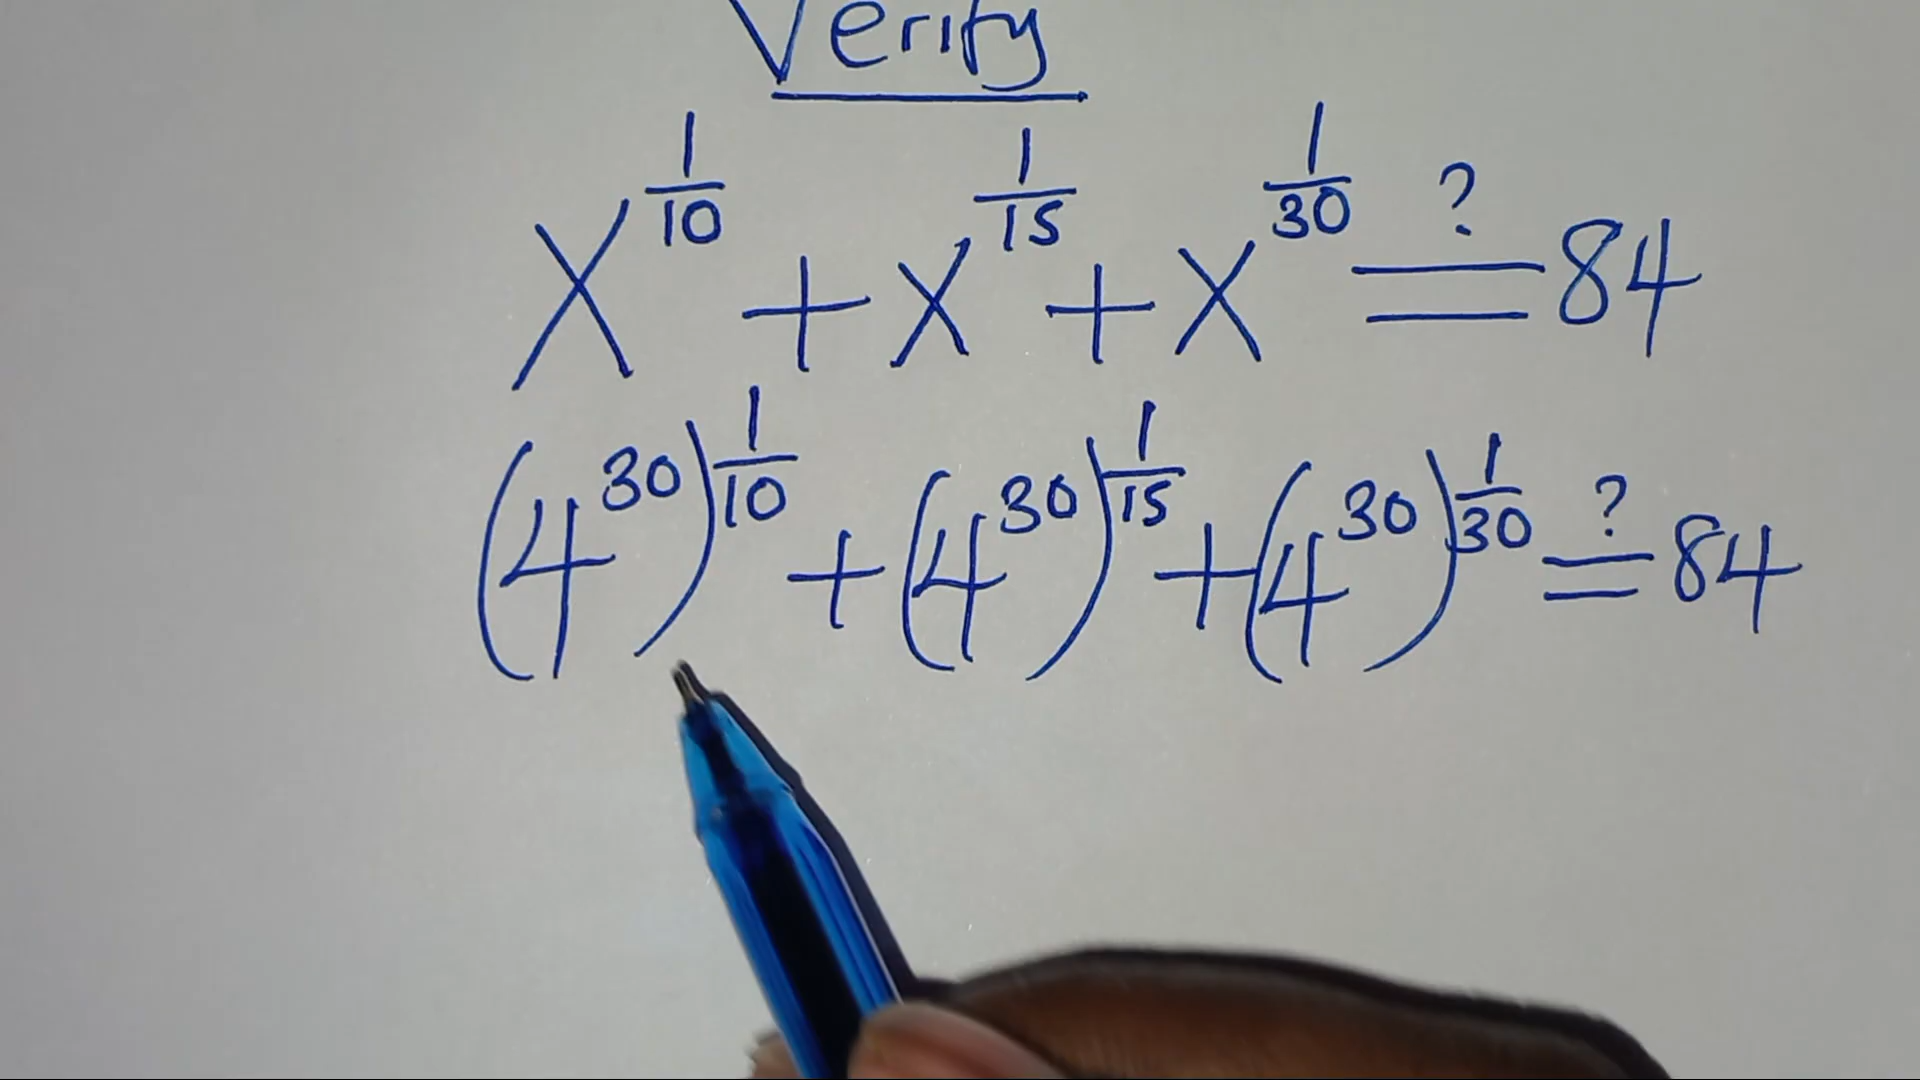 Verify
X^(1/10) + X^(1/15) + X^(1/30) =? 84
(4^30)^(1/10) + (4^30)^(1/15) + (4^30)^(1/30) =? 84